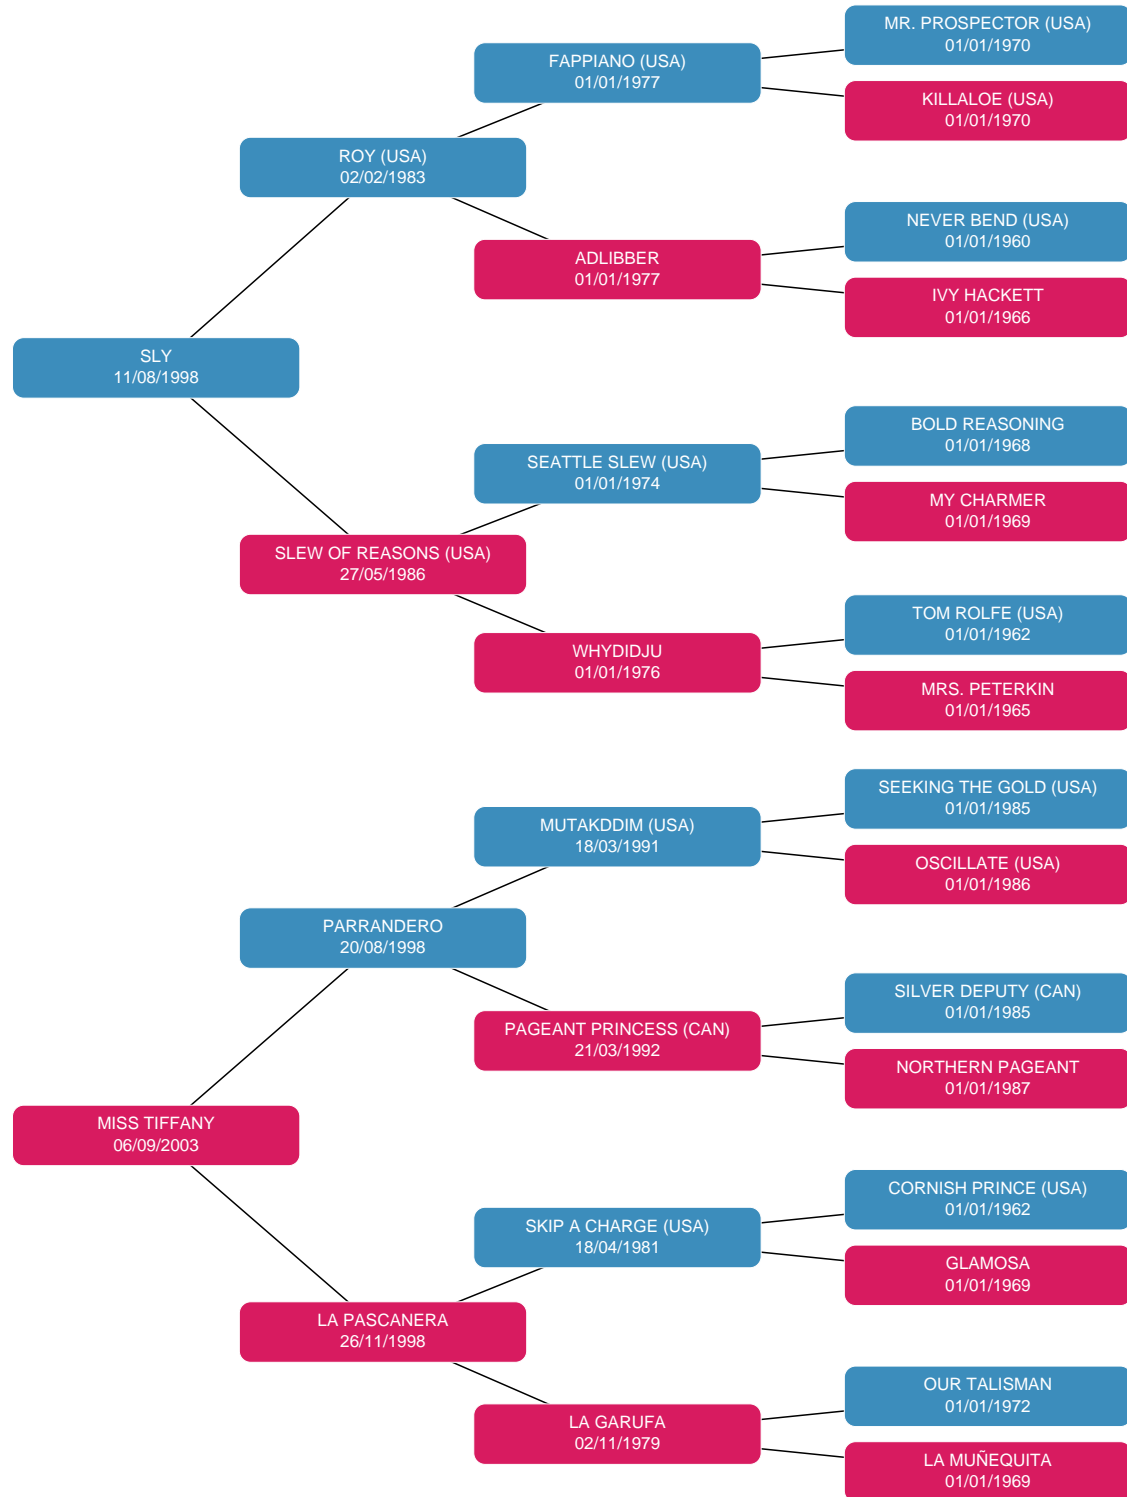 MR. PROSPECTOR (USA)
01/01/1970
FAPPIANO (USA)
01/01/1977
KILLALOE (USA)
01/01/1970
ROY (USA)
02/02/1983
NEVER BEND (USA)
01/01/1960
ADLIBBER
01/01/1977
IVY HACKETT
01/01/1966
SLY
11/08/1998
BOLD REASONING
01/01/1968
SEATTLE SLEW (USA)
01/01/1974
MY CHARMER
01/01/1969
SLEW OF REASONS (USA)
27/05/1986
TOM ROLFE (USA)
01/01/1962
WHYDIDJU
01/01/1976
MRS. PETERKIN
01/01/1965
SEEKING THE GOLD (USA)
01/01/1985
MUTAKDDIM (USA)
18/03/1991
OSCILLATE (USA)
01/01/1986
PARRANDERO
20/08/1998
SILVER DEPUTY (CAN)
01/01/1985
PAGEANT PRINCESS (CAN)
21/03/1992
NORTHERN PAGEANT
01/01/1987
MISS TIFFANY
06/09/2003
CORNISH PRINCE (USA)
01/01/1962
SKIP A CHARGE (USA)
18/04/1981
GLAMOSA
01/01/1969
LA PASCANERA
26/11/1998
OUR TALISMAN
01/01/1972
LA GARUFA
02/11/1979
LA MUÑEQUITA
01/01/1969